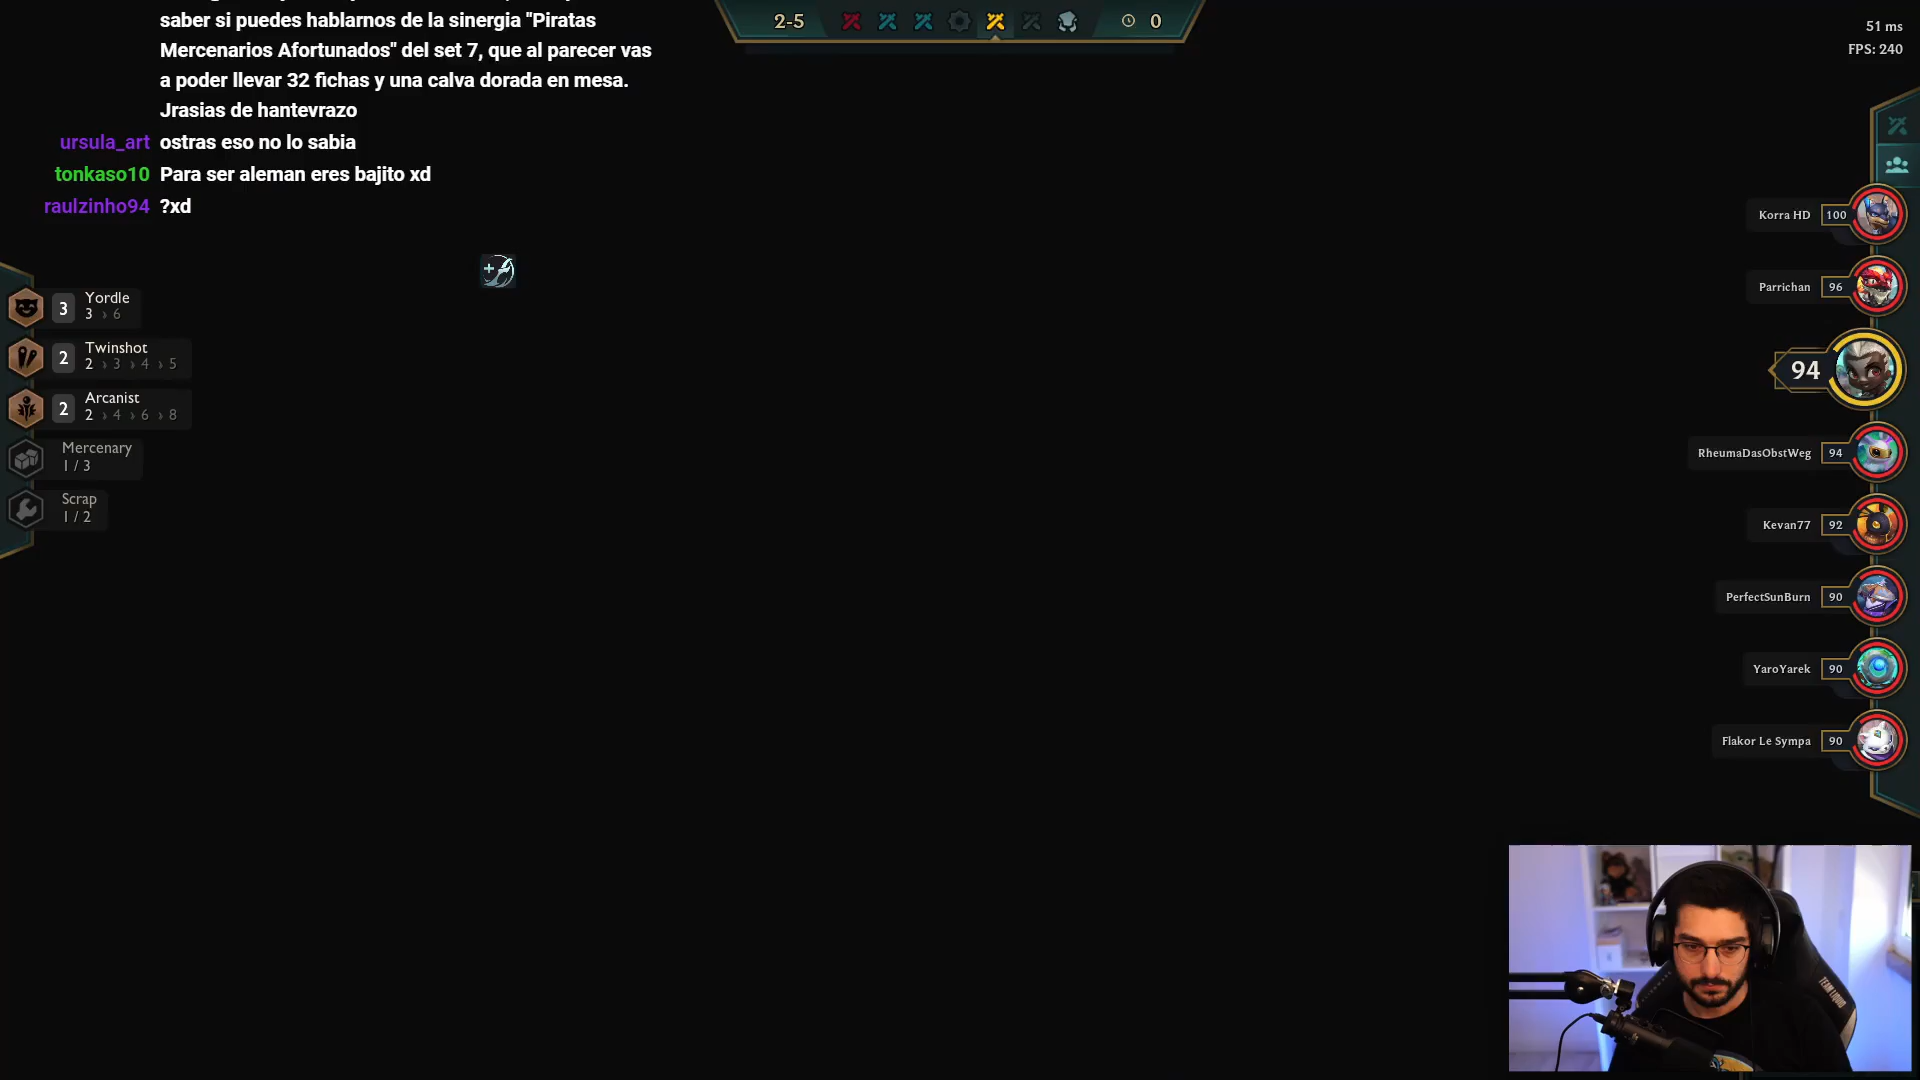 saber si puedes hablarnos de la sinergia "Piratas
Mercenarios Afortunados" del set 7, que al parecer vas
a poder llevar 32 fichas y una calva dorada en mesa.
Jrasias de hantevrazo
ursula_art ostras eso no lo sabia
tonkaso10 Para ser aleman eres bajito xd
raulzinho94 ?xd
2-5
0
51 ms
FPS: 240
3 Yordle
3 › 6
2 Twinshot
2 › 3 › 4 › 5
2 Arcanist
2 › 4 › 6 › 8
Mercenary
1 / 3
Scrap
1 / 2
Korra HD 100
Parrichan 96
94
RheumaDasObstWeg 94
Kevan77 92
PerfectSunBurn 90
YaroYarek 90
Flakor Le Sympa 90
TEAM LIQUID